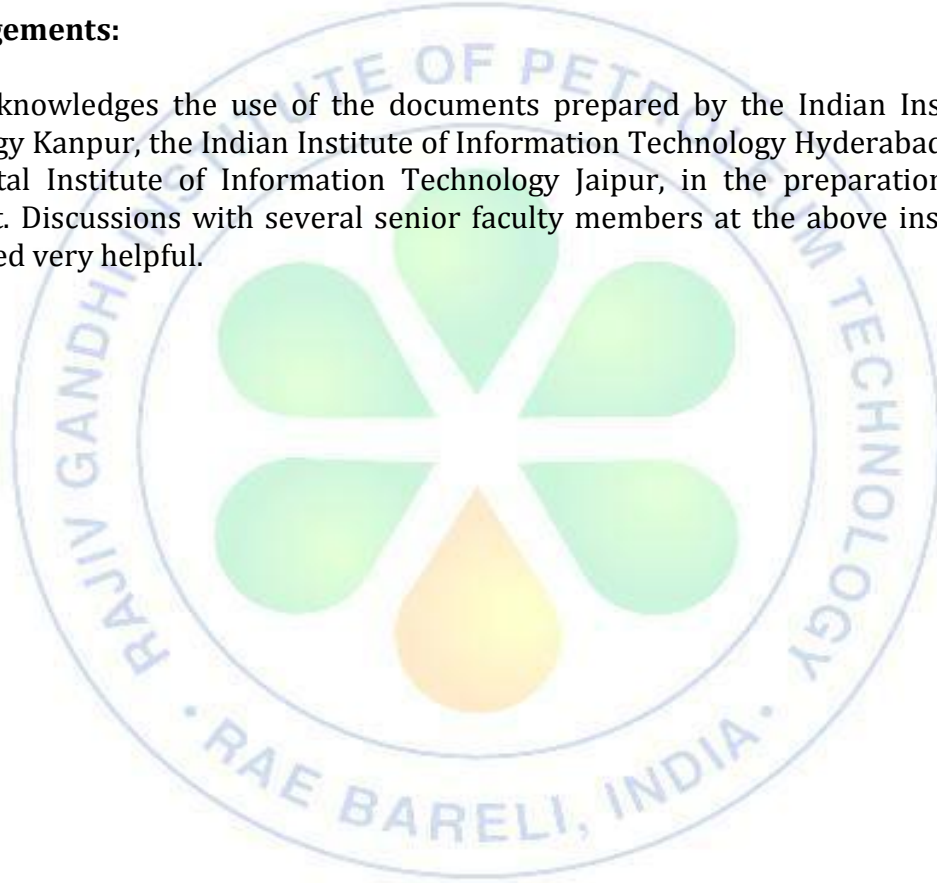 gements:
knowledges the use of the documents prepared by the Indian Ins
gy Kanpur, the Indian Institute of Information Technology Hyderabad
tal Institute of Information Technology Jaipur, in the preparation
t. Discussions with several senior faculty members at the above ins
ed very helpful.
RAJIV GANDHI INSTITUTE OF PETROLEUM TECHNOLOGY
· RAE BARELI, INDIA ·